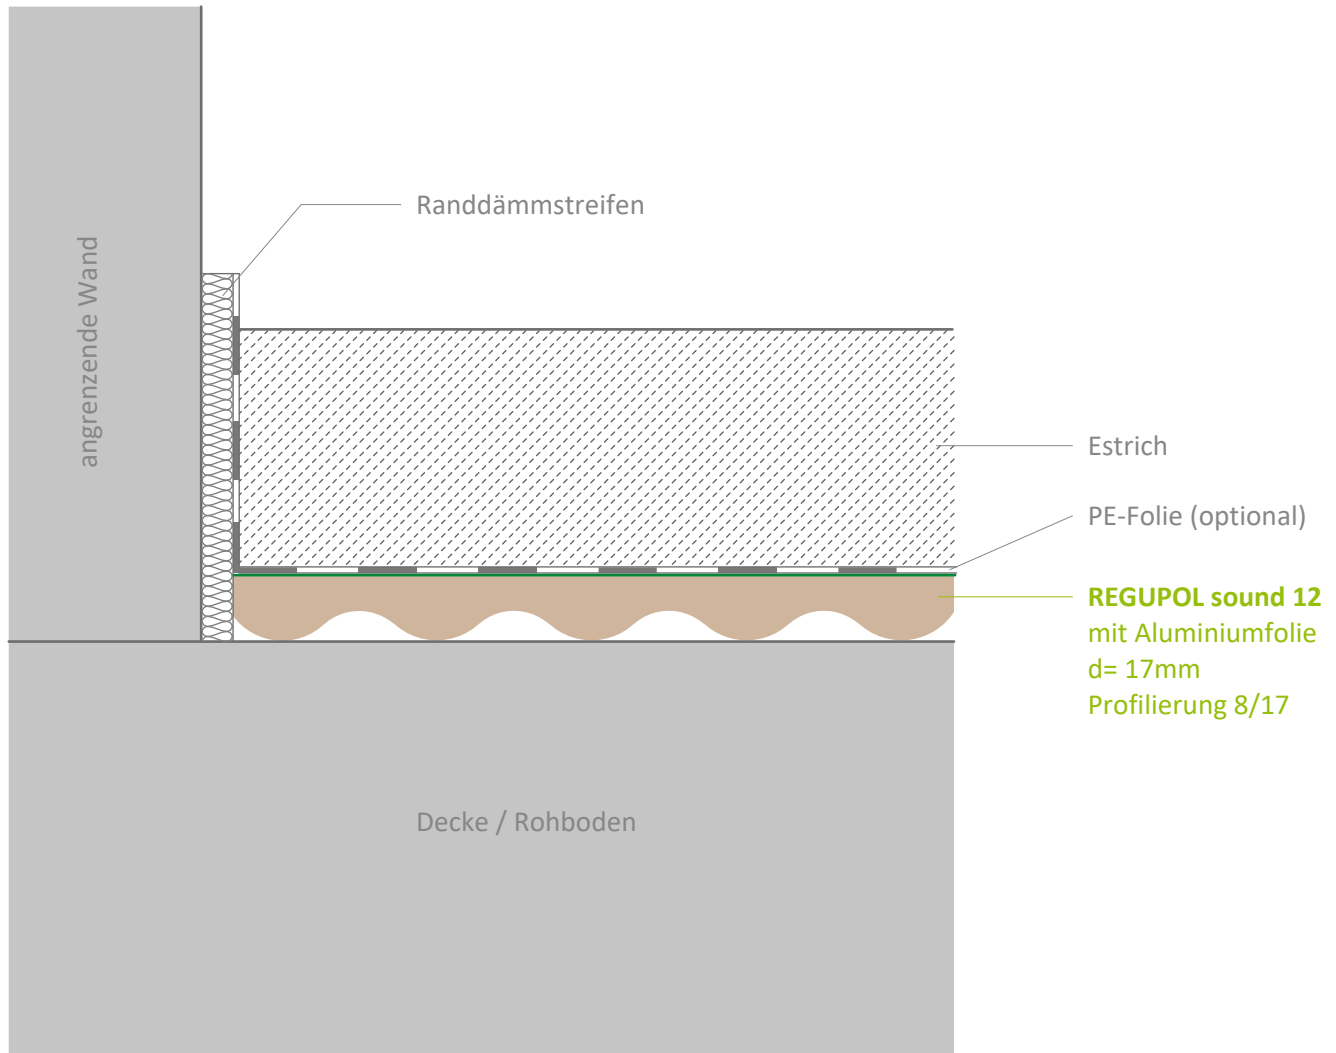 Randdämmstreifen
angrenzende Wand
Estrich
PE-Folie (optional)
REGUPOL sound 12
mit Aluminiumfolie
d= 17mm
Profilierung 8/17
Decke / Rohboden